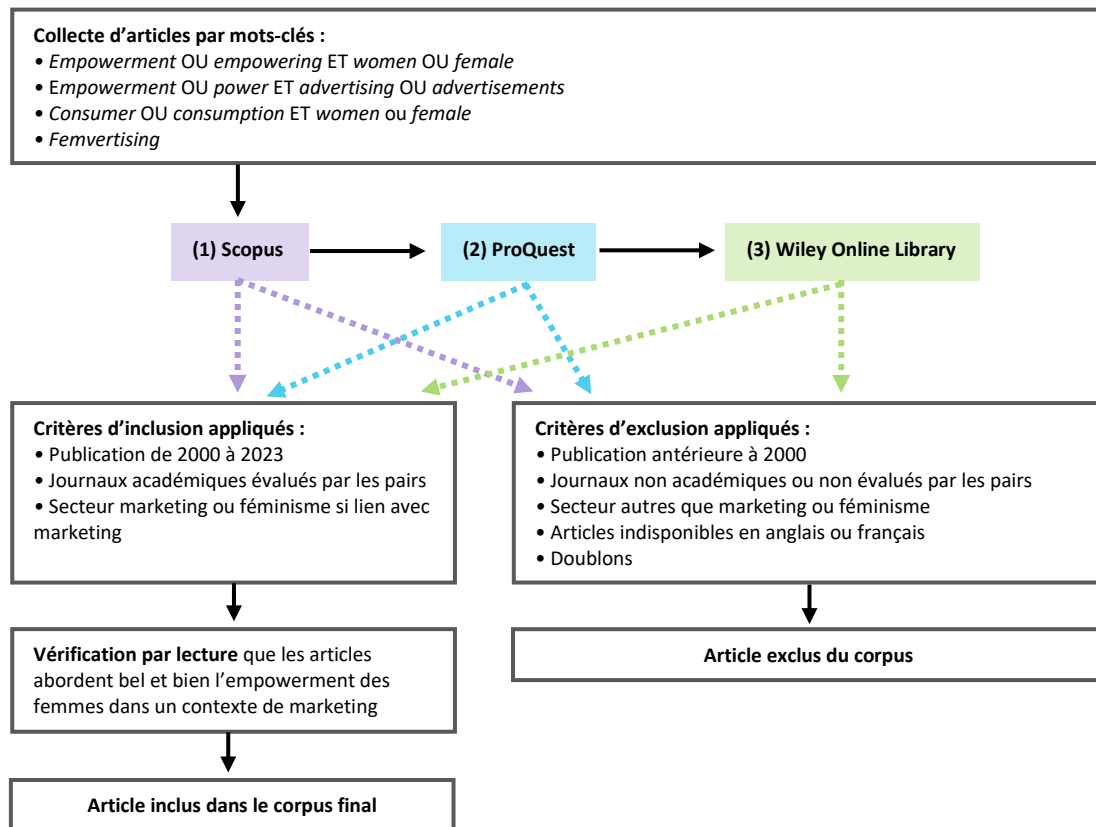 Collecte d’articles par mots-clés :
• Empowerment OU empowering ET women OU female
• Empowerment OU power ET advertising OU advertisements
• Consumer OU consumption ET women ou female
• Femvertising
(1) Scopus
(2) ProQuest
(3) Wiley Online Library
Critères d’inclusion appliqués :
• Publication de 2000 à 2023
• Journaux académiques évalués par les pairs
• Secteur marketing ou féminisme si lien avec
marketing
Critères d’exclusion appliqués :
• Publication antérieure à 2000
• Journaux non académiques ou non évalués par les pairs
• Secteur autres que marketing ou féminisme
• Articles indisponibles en anglais ou français
• Doublons
Vérification par lecture que les articles
abordent bel et bien l’empowerment des
femmes dans un contexte de marketing
Article exclus du corpus
Article inclus dans le corpus final